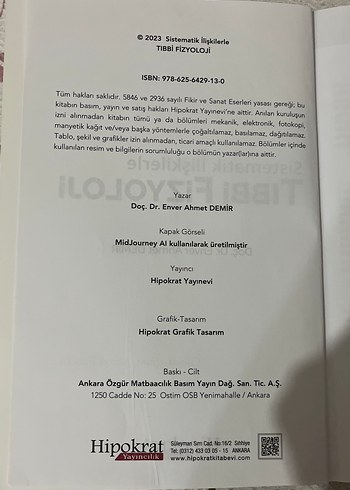 © 2023 Sistematik İlişkilerle
TIBBİ FİZYOLOJİ
ISBN: 978-625-6429-13-0
Tüm hakları saklıdır. 5846 ve 2936 sayılı Fikir ve Sanat Eserleri yasası gereği; bu
kitabın basım, yayın ve satış hakları Hipokrat Yayınevi'ne aittir. Anılan kuruluşun
izni alınmadan kitabın tümü ya da bölümleri mekanik, elektronik, fotokopi,
manyetik kağıt ve/veya başka yöntemlerle çoğaltılamaz, basılamaz, dağıtılamaz.
Tablo, şekil ve grafikler izin alınmadan, ticari amaçlı kullanılamaz. Bölümler içinde
kullanılan resim ve bilgilerin sorumluluğu o bölümün yazar(lar)ına aittir.
Yazar
Doç. Dr. Enver Ahmet DEMİR
Kapak Görseli
MidJourney AI kullanılarak üretilmiştir
Yayıncı
Hipokrat Yayınevi
Grafik-Tasarım
Hipokrat Grafik Tasarım
Baskı - Cilt
Ankara Özgür Matbaacılık Basım Yayın Dağ. San. Tic. A.Ş.
1250 Cadde No: 25 Ostim OSB Yenimahalle / Ankara
Hipokrat
Yayıncılık
Süleyman Sırrı Cad. No:16/2 Sıhhiye
Tel: (0312) 433 03 05 - 15 ANKARA
www.hipokratkitabevi.com